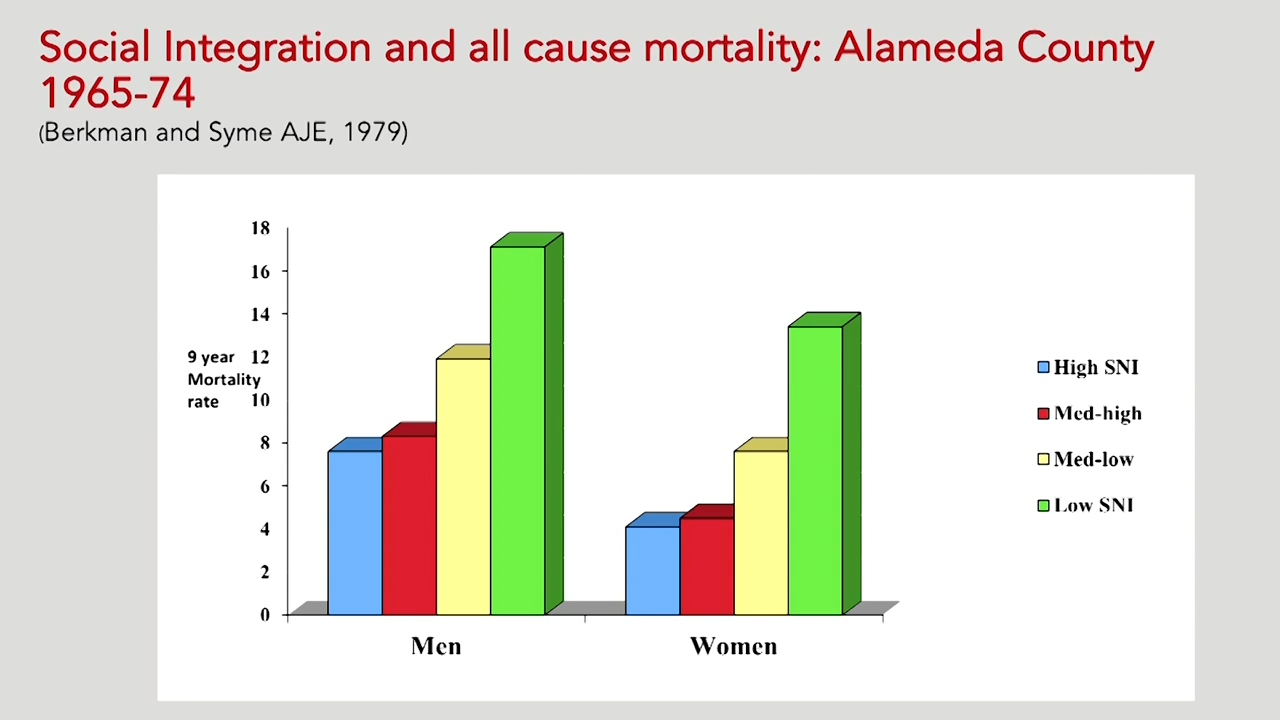 Social Integration and all cause mortality: Alameda County
1965-74
(Berkman and Syme AJE, 1979)
18
16
14
12
10
8
6
4
2
0
9 year
Mortality
rate
Men
Women
High SNI
Med-high
Med-low
Low SNI